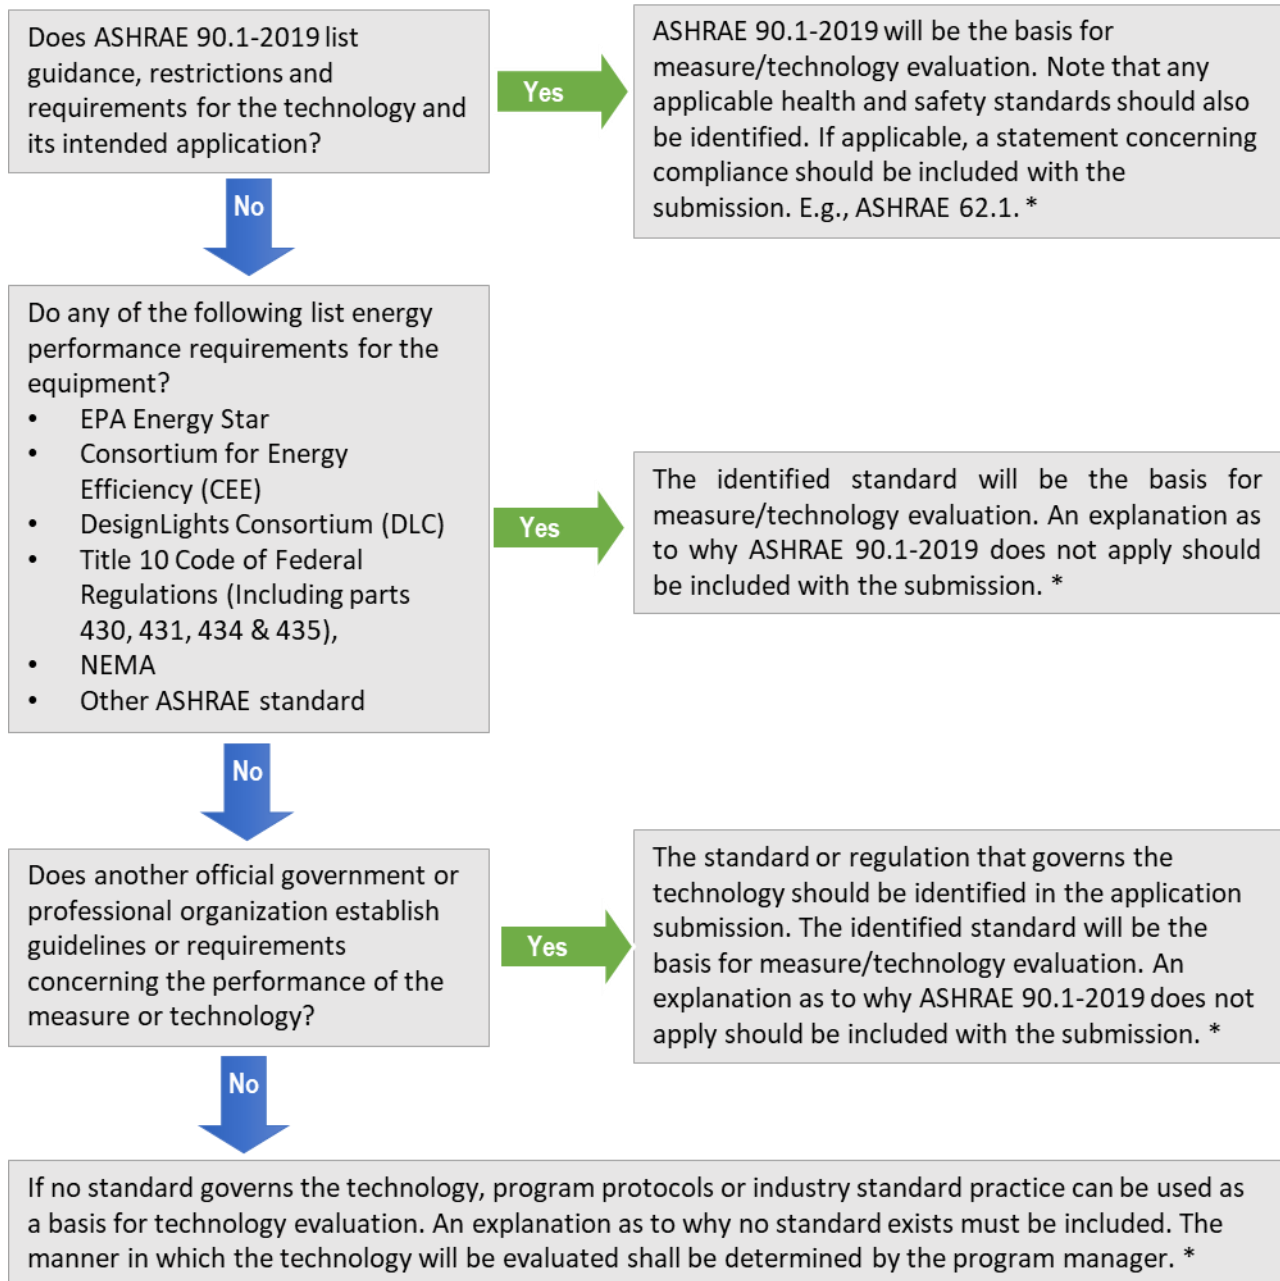 Does ASHRAE 90.1-2019 list
guidance, restrictions and
requirements for the technology and
its intended application?
Yes
ASHRAE 90.1-2019 will be the basis for
measure/technology evaluation. Note that any
applicable health and safety standards should also
be identified. If applicable, a statement concerning
compliance should be included with the
submission. E.g., ASHRAE 62.1. *
No
Do any of the following list energy
performance requirements for the
equipment?
• EPA Energy Star
• Consortium for Energy
Efficiency (CEE)
• DesignLights Consortium (DLC)
• Title 10 Code of Federal
Regulations (Including parts
430, 431, 434 & 435),
• NEMA
• Other ASHRAE standard
Yes
The identified standard will be the basis for
measure/technology evaluation. An explanation as
to why ASHRAE 90.1-2019 does not apply should
be included with the submission. *
No
Does another official government or
professional organization establish
guidelines or requirements
concerning the performance of the
measure or technology?
Yes
The standard or regulation that governs the
technology should be identified in the application
submission. The identified standard will be the
basis for measure/technology evaluation. An
explanation as to why ASHRAE 90.1-2019 does not
apply should be included with the submission. *
No
If no standard governs the technology, program protocols or industry standard practice can be used as
a basis for technology evaluation. An explanation as to why no standard exists must be included. The
manner in which the technology will be evaluated shall be determined by the program manager. *